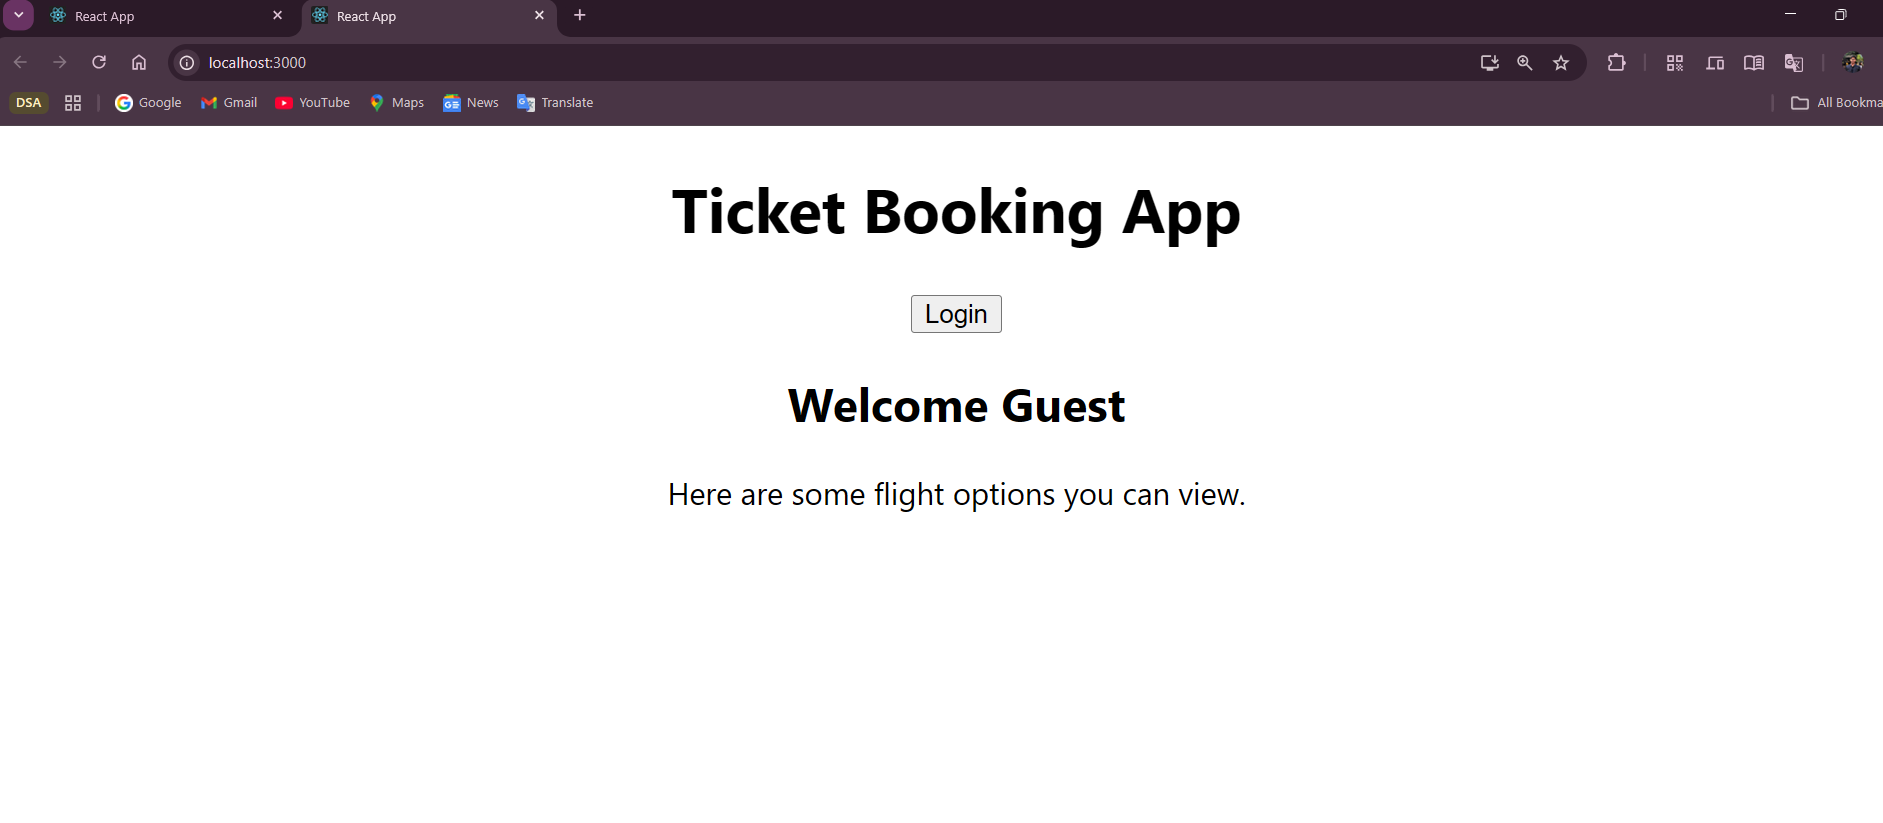 React App
React App
localhost:3000
DSA
Google
Gmail
YouTube
Maps
News
Translate
All Bookma
Ticket Booking App
Login
Welcome Guest
Here are some flight options you can view.